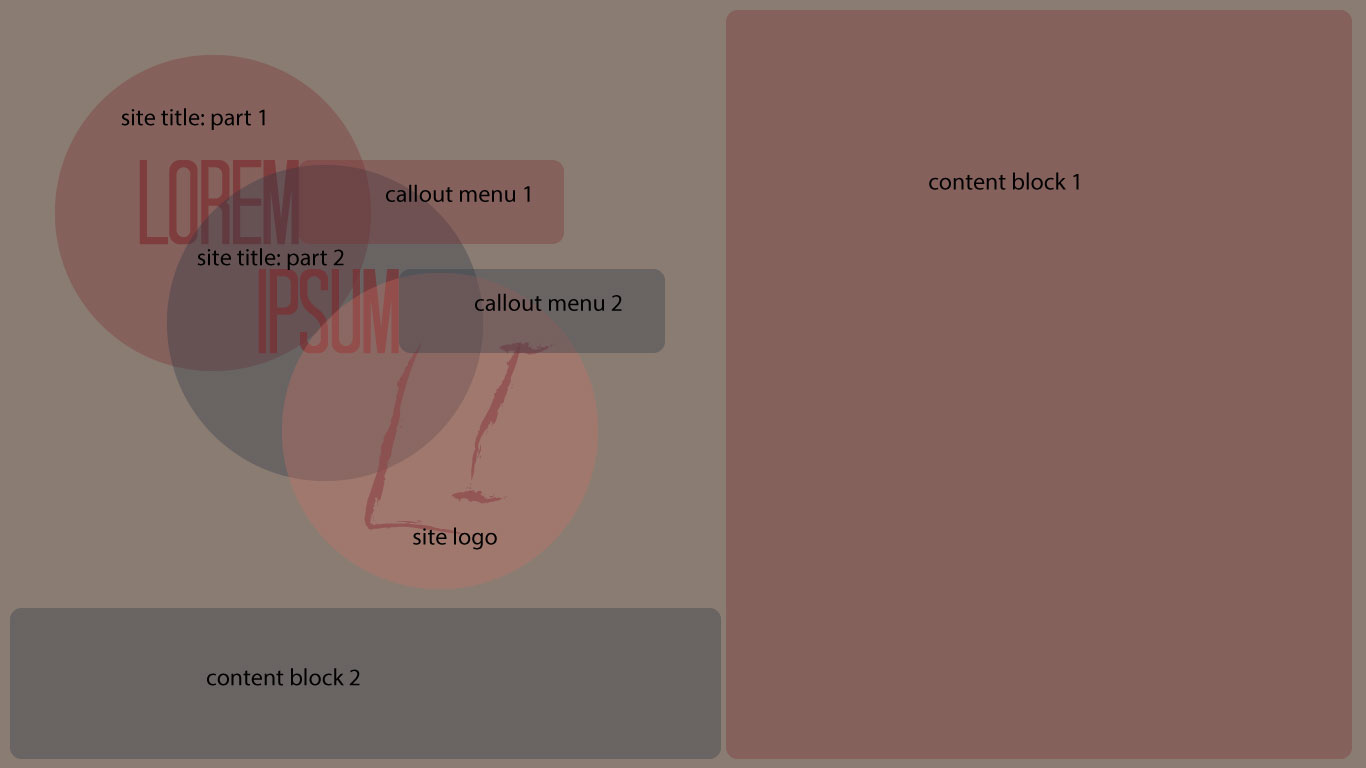 site title: part 1
LOREM
callout menu 1
site title: part 2
IPSUM
callout menu 2
LI
site logo
content block 2
content block 1